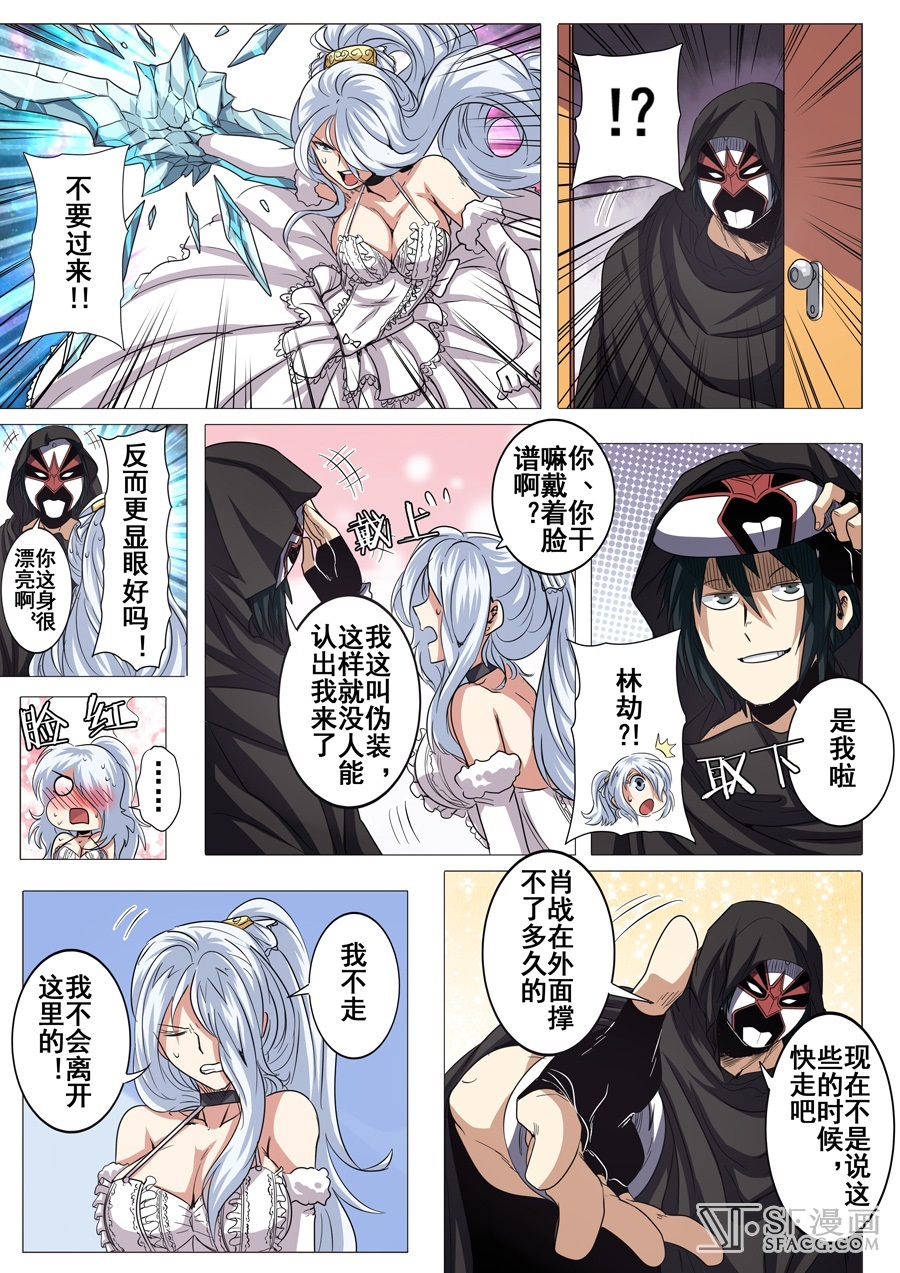 !?
不要过来!!
是我啦
取下
林劫?!
你、你干
嘛戴着脸
谱啊?
戴上
我这叫伪装，
这样就没人能
认出我来了
反而更显眼好吗！
你这身很
漂亮啊，
脸红
……
现在不是说这
些的时候，
快走吧
肖战在外面撑
不了多久的
我不走
我不会离开
这里的！
SF漫画
SFACG.COM